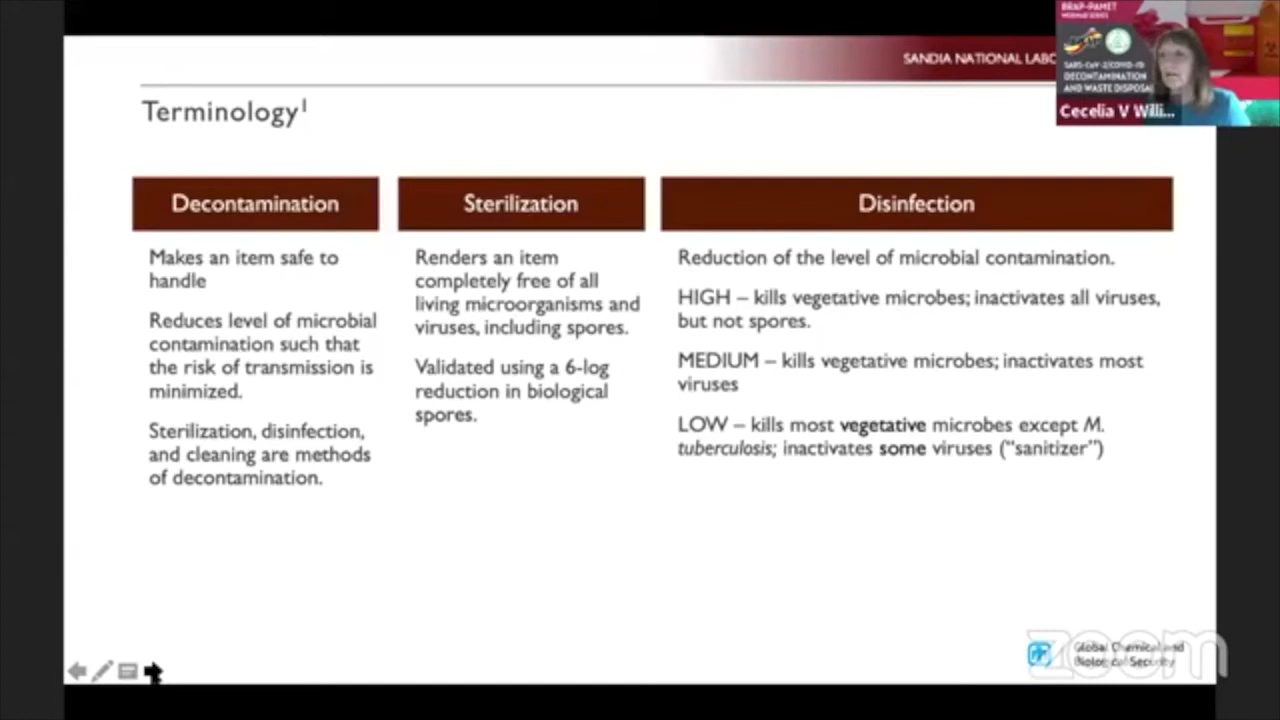 SANDIA NATIONAL LABO
BRAP-PAMET
WEBINAR SERIES
SARS-CoV-2/COVID-19
DECONTAMINATION
AND WASTE DISPOSAL
Cecelia V Willi...
Terminology¹
Decontamination
Makes an item safe to
handle
Reduces level of microbial
contamination such that
the risk of transmission is
minimized.
Sterilization, disinfection,
and cleaning are methods
of decontamination.
Sterilization
Renders an item
completely free of all
living microorganisms and
viruses, including spores.
Validated using a 6-log
reduction in biological
spores.
Disinfection
Reduction of the level of microbial contamination.
HIGH – kills vegetative microbes; inactivates all viruses,
but not spores.
MEDIUM – kills vegetative microbes; inactivates most
viruses
LOW – kills most vegetative microbes except M.
tuberculosis; inactivates some viruses (“sanitizer”)
Global Chemical and
Biological Security
zoom